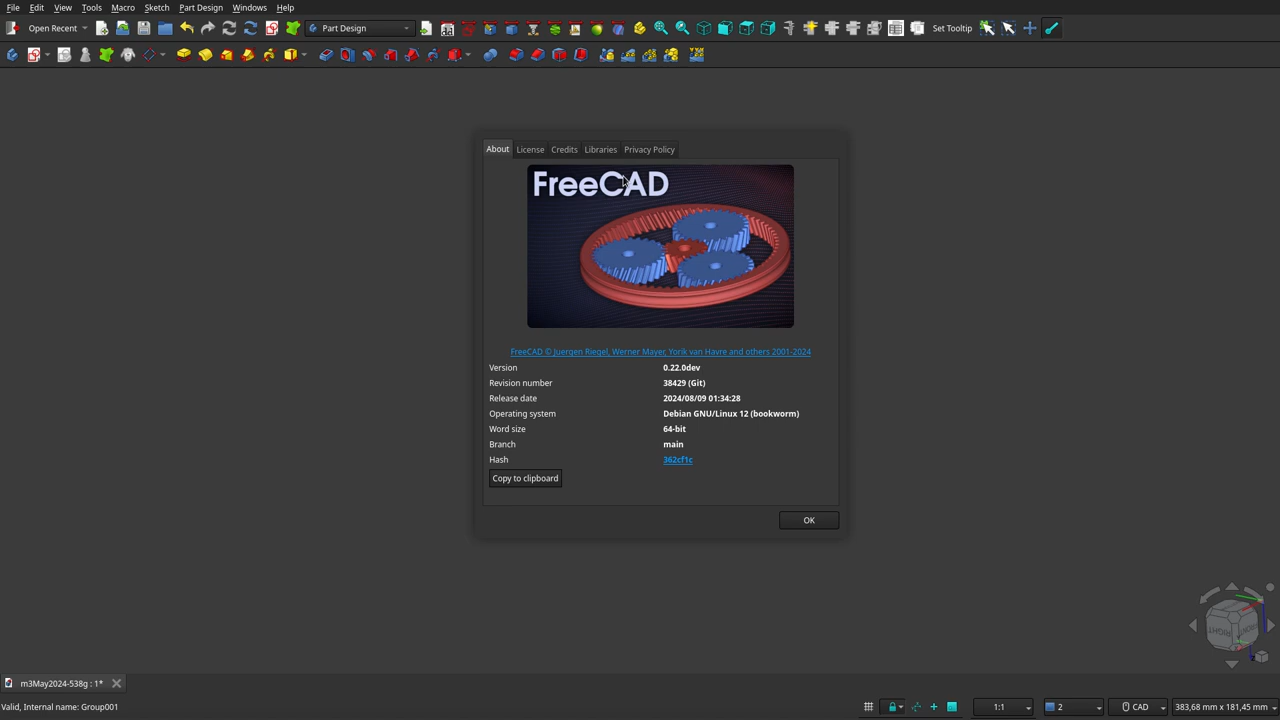 File Edit View Tools Macro Sketch Part Design Windows Help
Open Recent Part Design Set Tooltip
About License Credits Libraries Privacy Policy
FreeCAD
FreeCAD © Juergen Riegel, Werner Mayer, Yorik van Havre and others 2001-2024
Version 0.22.0dev
Revision number 38429 (Git)
Release date 2024/08/09 01:34:28
Operating system Debian GNU/Linux 12 (bookworm)
Word size 64-bit
Branch main
Hash 362cf1c
Copy to clipboard
OK
RIGHT
m3May2024-538g : 1*
Valid, Internal name: Group001 1:1 2 CAD 383,68 mm x 181,45 mm